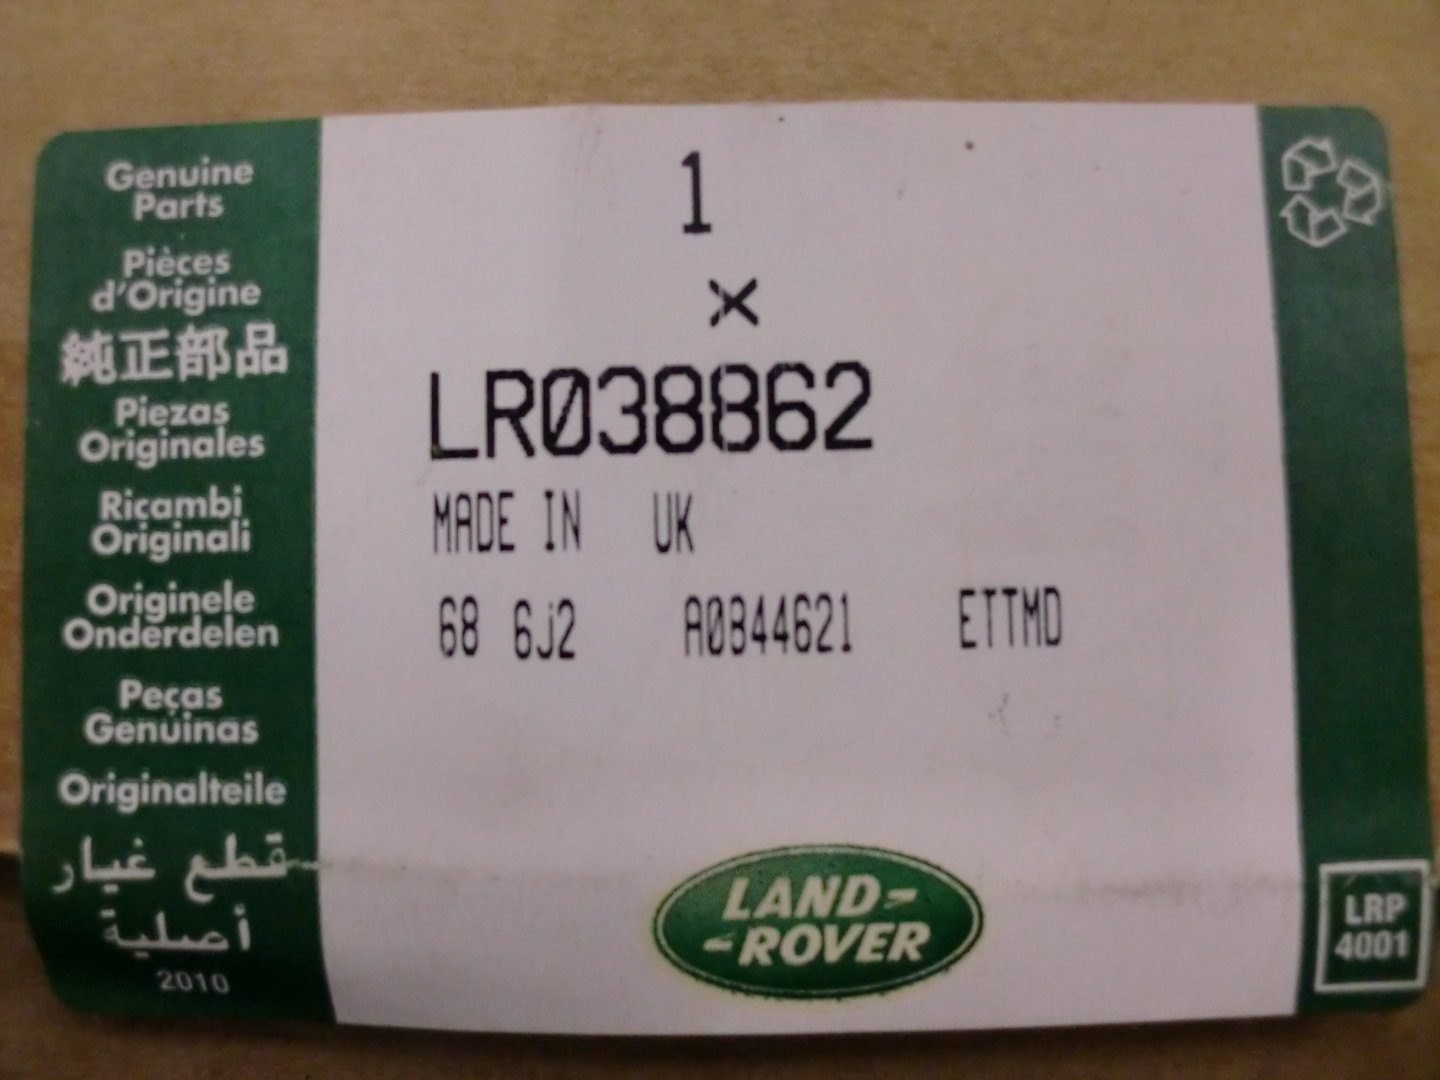 Genuine
Parts
Pièces
d'Origine
純正部品
Piezas
Originales
Ricambi
Originali
Originele
Onderdelen
Peças
Genuinas
Originalteile
قطع غيار
أصلية
2010
1
×
LR038862
MADE IN UK
68 6J2 A0844621 ETTMD
LAND-
-ROVER
LRP
4001